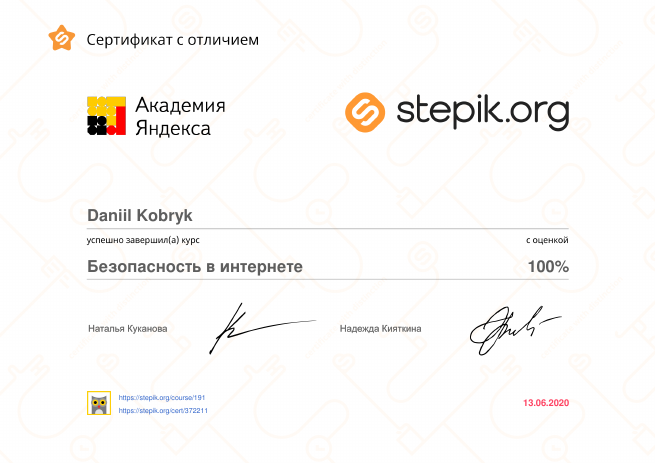 Сертификат с отличием
Академия
Яндекса
stepik.org
Daniil Kobryk
успешно завершил(а) курс
с оценкой
Безопасность в интернете
100%
Наталья Куканова
Надежда Кияткина
https://stepik.org/course/191
https://stepik.org/cert/372211
13.06.2020